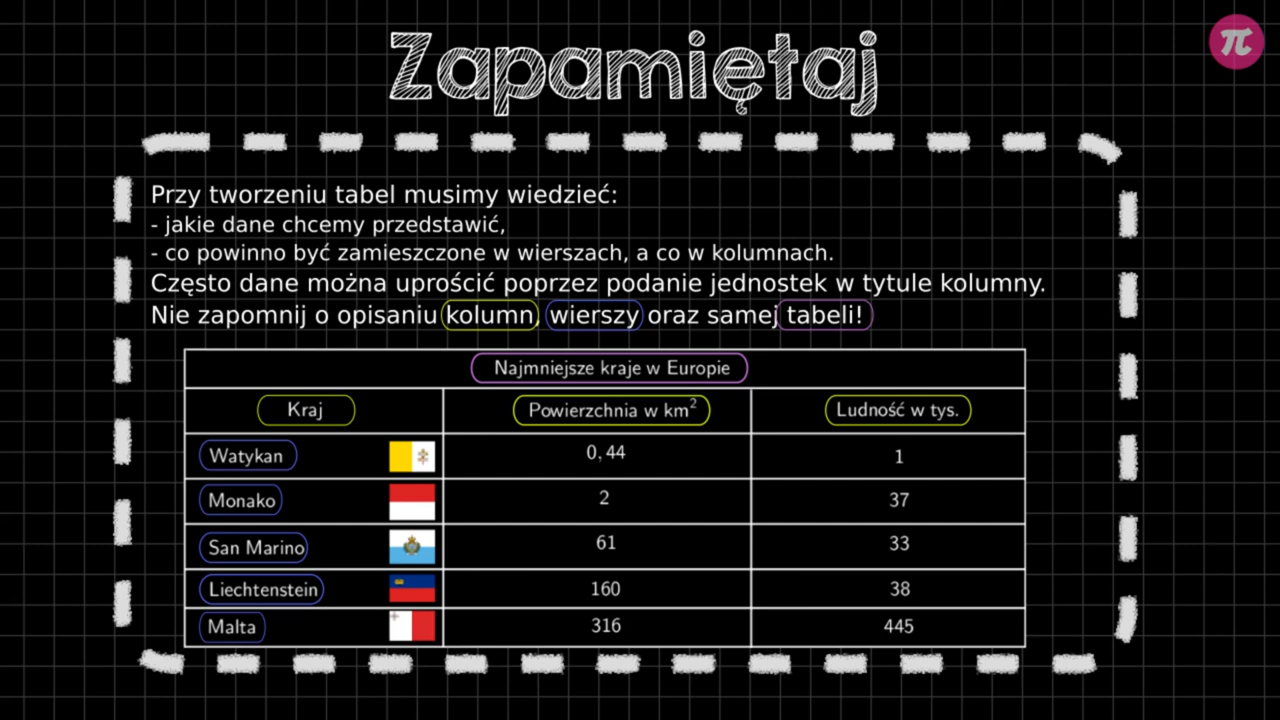 π
Zapamiętaj
Przy tworzeniu tabel musimy wiedzieć:
- jakie dane chcemy przedstawić,
- co powinno być zamieszczone w wierszach, a co w kolumnach.
Często dane można uprościć poprzez podanie jednostek w tytule kolumny.
Nie zapomnij o opisaniu kolumn, wierszy oraz samej tabeli!
Najmniejsze kraje w Europie
Kraj Powierzchnia w km² Ludność w tys.
Watykan 0,44 1
Monako 2 37
San Marino 61 33
Liechtenstein 160 38
Malta 316 445